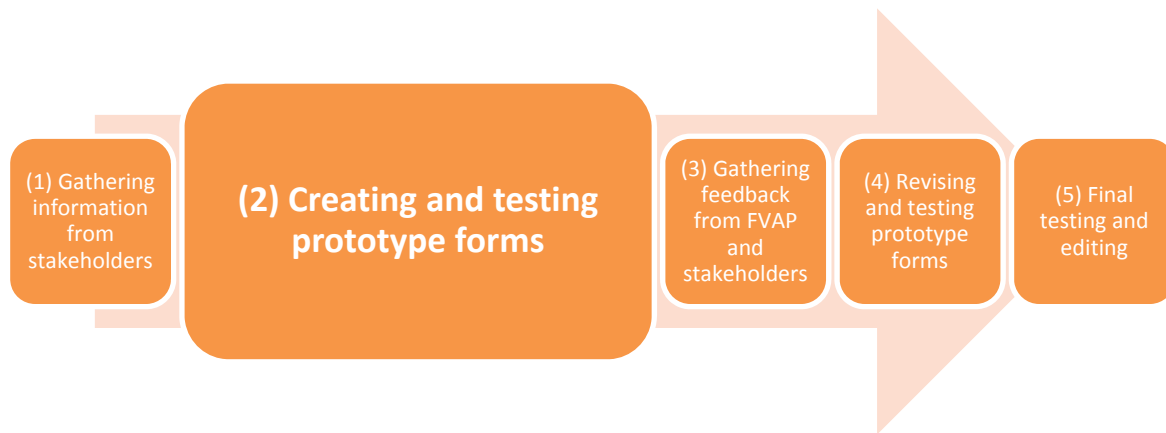 (1) Gathering
information
from
stakeholders
(2) Creating and testing
prototype forms
(3) Gathering
feedback
from FVAP
and
stakeholders
(4) Revising
and testing
prototype
forms
(5) Final
testing and
editing